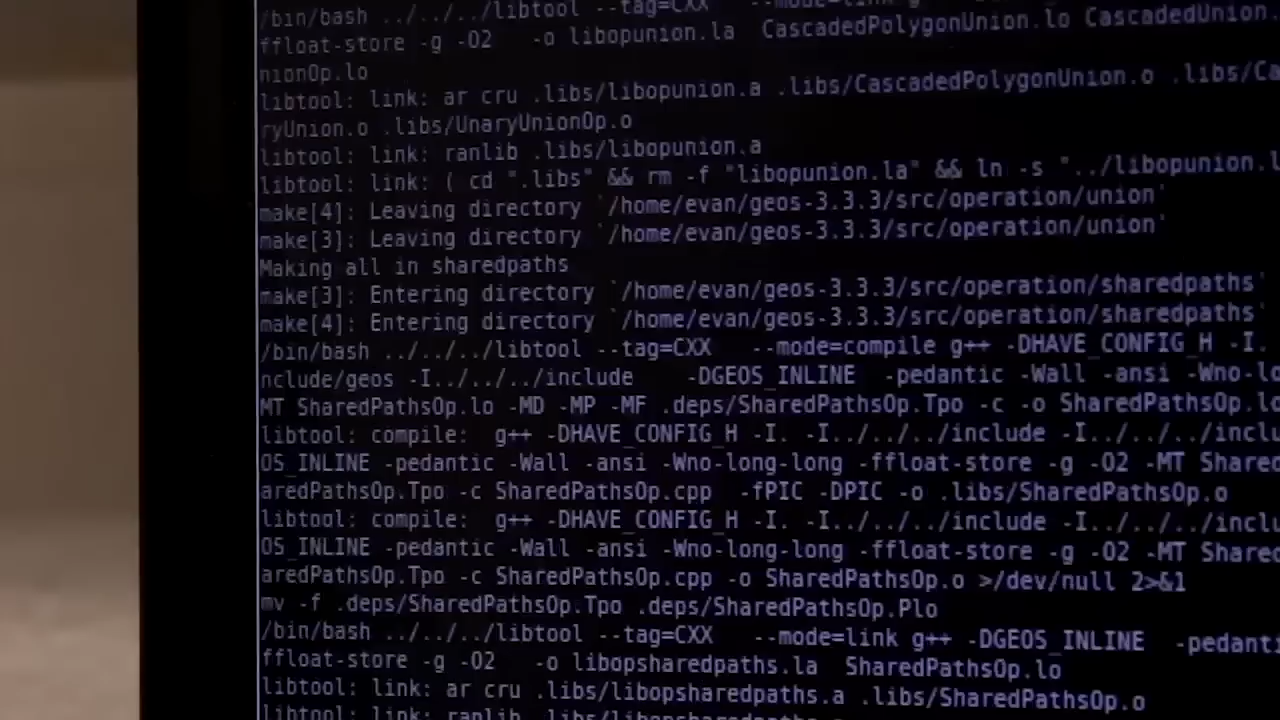 /bin/bash ../../../libtool --tag=CXX   --mode=link g
ffloat-store -g -O2   -o libopunion.la  CascadedPolygonUnion.lo CascadedUnion.
nionOp.lo
libtool: link: ar cru .libs/libopunion.a .libs/CascadedPolygonUnion.o .libs/Ca
ryUnion.o .libs/UnaryUnionOp.o
libtool: link: ranlib .libs/libopunion.a
libtool: link: ( cd ".libs" && rm -f "libopunion.la" && ln -s "../libopunion.l
make[4]: Leaving directory `/home/evan/geos-3.3.3/src/operation/union'
make[3]: Leaving directory `/home/evan/geos-3.3.3/src/operation/union'
Making all in sharedpaths
make[3]: Entering directory `/home/evan/geos-3.3.3/src/operation/sharedpaths'
make[4]: Entering directory `/home/evan/geos-3.3.3/src/operation/sharedpaths'
/bin/bash ../../../libtool --tag=CXX   --mode=compile g++ -DHAVE_CONFIG_H -I.
nclude/geos -I../../../include    -DGEOS_INLINE  -pedantic -Wall -ansi -Wno-lo
MT SharedPathsOp.lo -MD -MP -MF .deps/SharedPathsOp.Tpo -c -o SharedPathsOp.lo
libtool: compile:  g++ -DHAVE_CONFIG_H -I. -I../../../include -I../../../inclu
OS_INLINE -pedantic -Wall -ansi -Wno-long-long -ffloat-store -g -O2 -MT Shared
aredPathsOp.Tpo -c SharedPathsOp.cpp  -fPIC -DPIC -o .libs/SharedPathsOp.o
libtool: compile:  g++ -DHAVE_CONFIG_H -I. -I../../../include -I../../../inclu
OS_INLINE -pedantic -Wall -ansi -Wno-long-long -ffloat-store -g -O2 -MT Shared
aredPathsOp.Tpo -c SharedPathsOp.cpp -o SharedPathsOp.o >/dev/null 2>&1
mv -f .deps/SharedPathsOp.Tpo .deps/SharedPathsOp.Plo
/bin/bash ../../../libtool --tag=CXX   --mode=link g++ -DGEOS_INLINE  -pedanti
ffloat-store -g -O2   -o libopsharedpaths.la  SharedPathsOp.lo
libtool: link: ar cru .libs/libopsharedpaths.a .libs/SharedPathsOp.o
libtool: link: ranlib .libs/libopsharedpaths.a